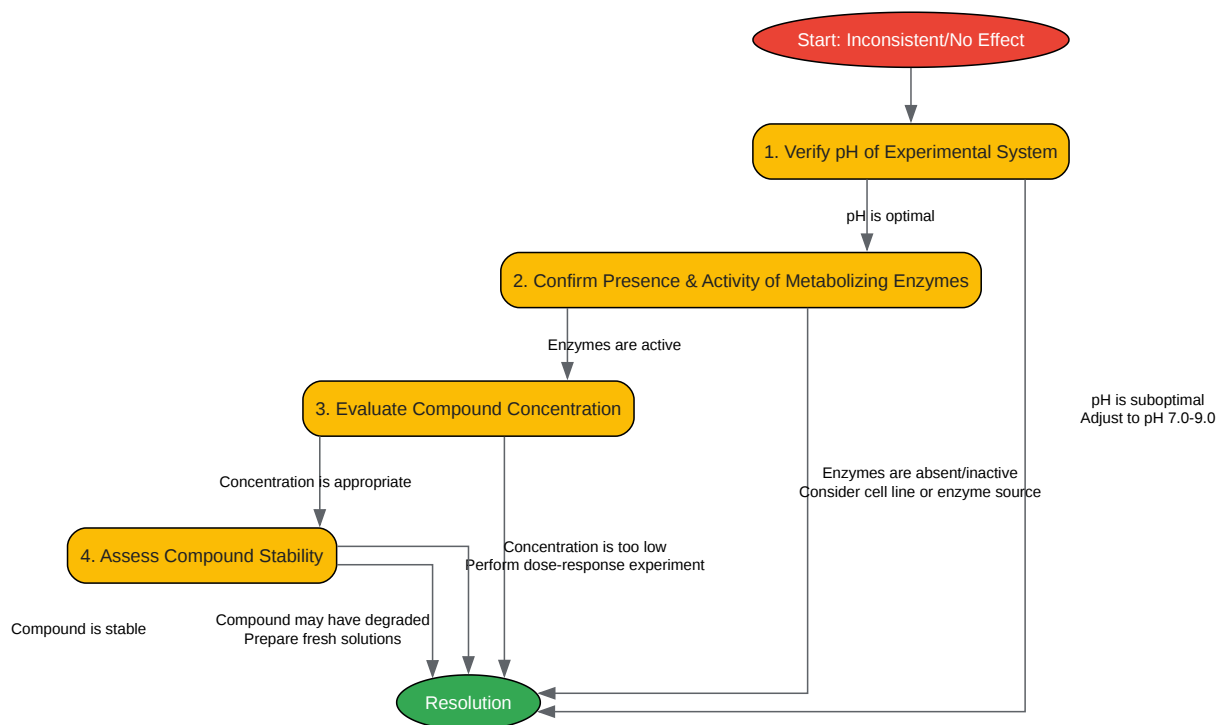 Start: Inconsistent/No Effect
1. Verify pH of Experimental System
pH is optimal
2. Confirm Presence & Activity of Metabolizing Enzymes
Enzymes are active
3. Evaluate Compound Concentration
pH is suboptimal
Adjust to pH 7.0-9.0
Concentration is appropriate
Enzymes are absent/inactive
Consider cell line or enzyme source
4. Assess Compound Stability
Concentration is too low
Perform dose-response experiment
Compound is stable
Compound may have degraded
Prepare fresh solutions
Resolution